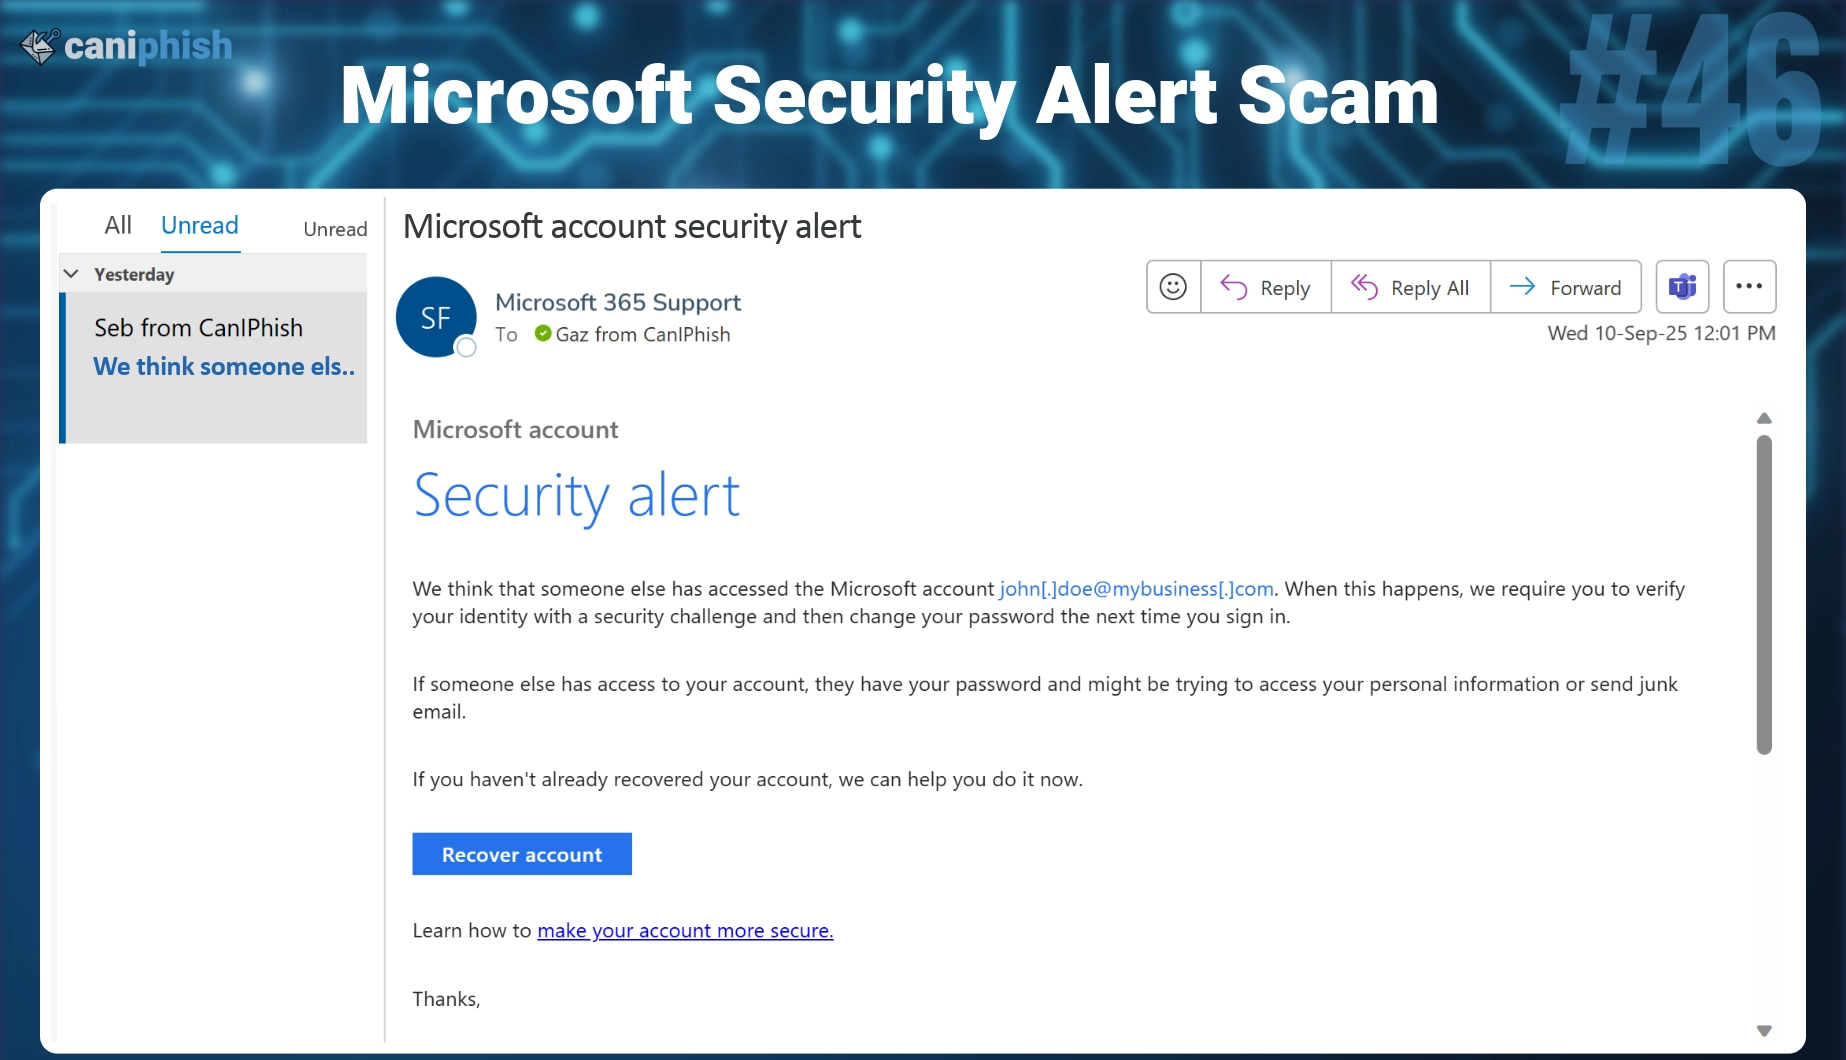 caniphish
#46
Microsoft Security Alert Scam
All Unread Unread
Yesterday
Seb from CanIPhish
We think someone els..
Microsoft account security alert
SF
Microsoft 365 Support
To Gaz from CanIPhish
Reply Reply All Forward T ...
Wed 10-Sep-25 12:01 PM
Microsoft account
Security alert
We think that someone else has accessed the Microsoft account john[.]doe@mybusiness[.]com. When this happens, we require you to verify
your identity with a security challenge and then change your password the next time you sign in.
If someone else has access to your account, they have your password and might be trying to access your personal information or send junk
email.
If you haven't already recovered your account, we can help you do it now.
Recover account
Learn how to make your account more secure.
Thanks,